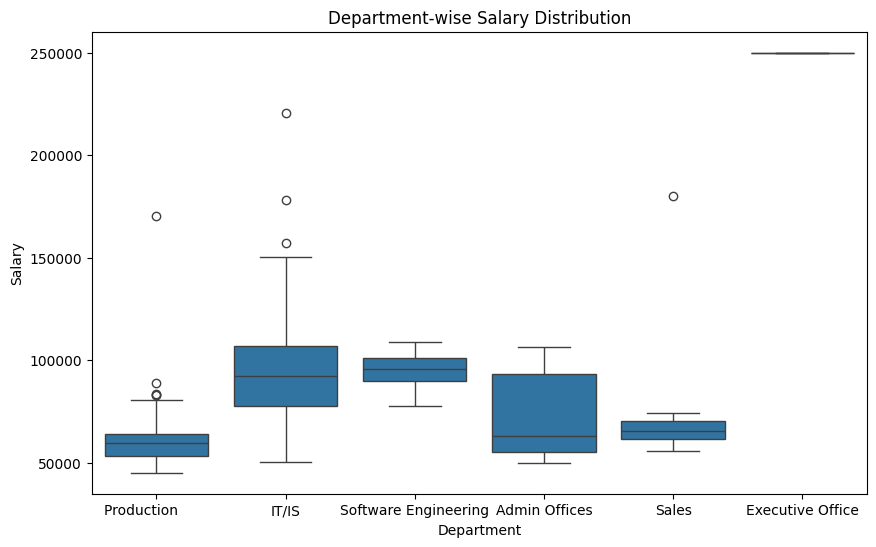 Department-wise Salary Distribution
250000
200000
150000
100000
50000
Salary
Production IT/IS Software Engineering Admin Offices Sales Executive Office
Department